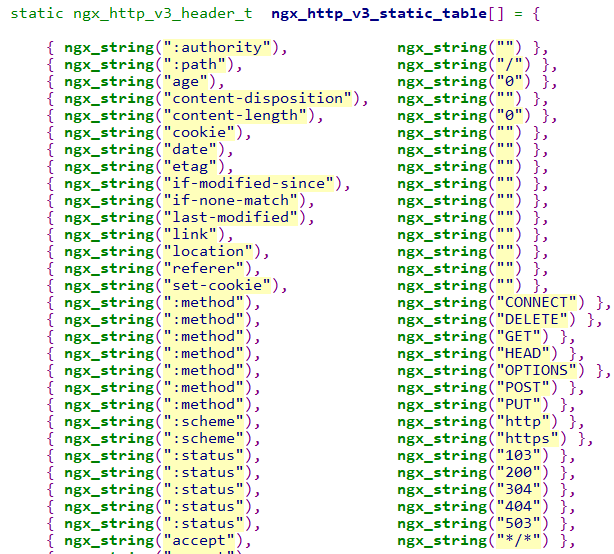 static ngx_http_v3_header_t  ngx_http_v3_static_table[] = {
{ ngx_string(":authority"), ngx_string("") },
{ ngx_string(":path"), ngx_string("/") },
{ ngx_string("age"), ngx_string("0") },
{ ngx_string("content-disposition"), ngx_string("") },
{ ngx_string("content-length"), ngx_string("0") },
{ ngx_string("cookie"), ngx_string("") },
{ ngx_string("date"), ngx_string("") },
{ ngx_string("etag"), ngx_string("") },
{ ngx_string("if-modified-since"), ngx_string("") },
{ ngx_string("if-none-match"), ngx_string("") },
{ ngx_string("last-modified"), ngx_string("") },
{ ngx_string("link"), ngx_string("") },
{ ngx_string("location"), ngx_string("") },
{ ngx_string("referer"), ngx_string("") },
{ ngx_string("set-cookie"), ngx_string("") },
{ ngx_string(":method"), ngx_string("CONNECT") },
{ ngx_string(":method"), ngx_string("DELETE") },
{ ngx_string(":method"), ngx_string("GET") },
{ ngx_string(":method"), ngx_string("HEAD") },
{ ngx_string(":method"), ngx_string("OPTIONS") },
{ ngx_string(":method"), ngx_string("POST") },
{ ngx_string(":method"), ngx_string("PUT") },
{ ngx_string(":scheme"), ngx_string("http") },
{ ngx_string(":scheme"), ngx_string("https") },
{ ngx_string(":status"), ngx_string("103") },
{ ngx_string(":status"), ngx_string("200") },
{ ngx_string(":status"), ngx_string("304") },
{ ngx_string(":status"), ngx_string("404") },
{ ngx_string(":status"), ngx_string("503") },
{ ngx_string("accept"), ngx_string("*/*") },